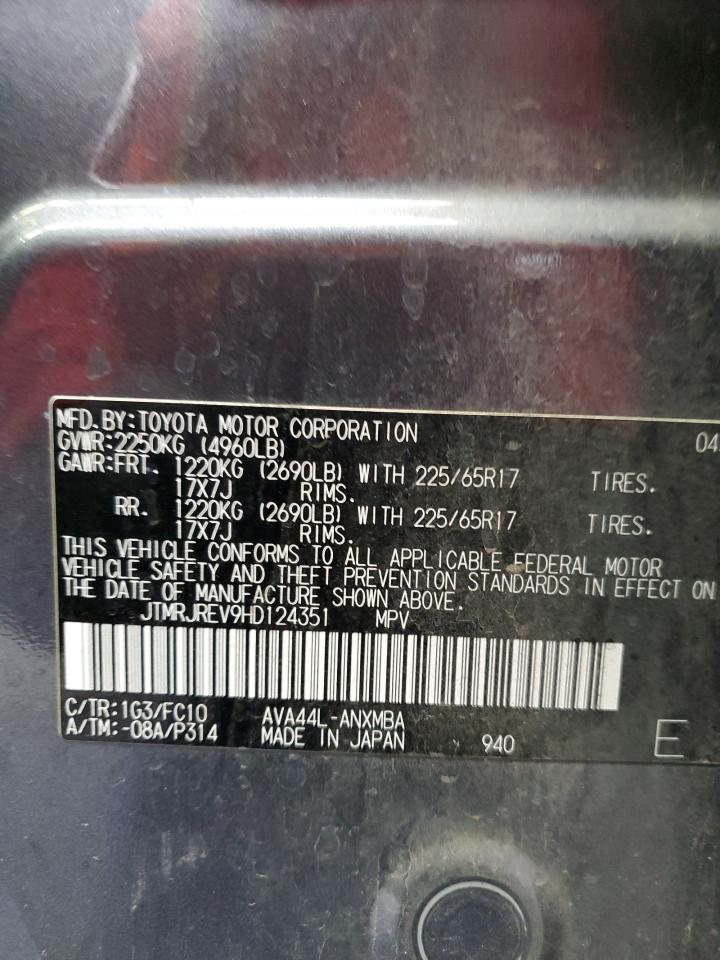 MFD. BY: TOYOTA MOTOR CORPORATION 04
GVWR: 2250KG (4960LB)
GAWR: FRT. 1220KG (2690LB) WITH 225/65R17 TIRES.
17X7J RIMS.
RR. 1220KG (2690LB) WITH 225/65R17 TIRES.
17X7J RIMS.
THIS VEHICLE CONFORMS TO ALL APPLICABLE FEDERAL MOTOR
VEHICLE SAFETY AND THEFT PREVENTION STANDARDS IN EFFECT ON
THE DATE OF MANUFACTURE SHOWN ABOVE.
JTMRJREV9HD124351 MPV
C/TR: 1G3/FC10 AVA44L-ANXMBA
A/TM: -08A/P314 MADE IN JAPAN 940 E